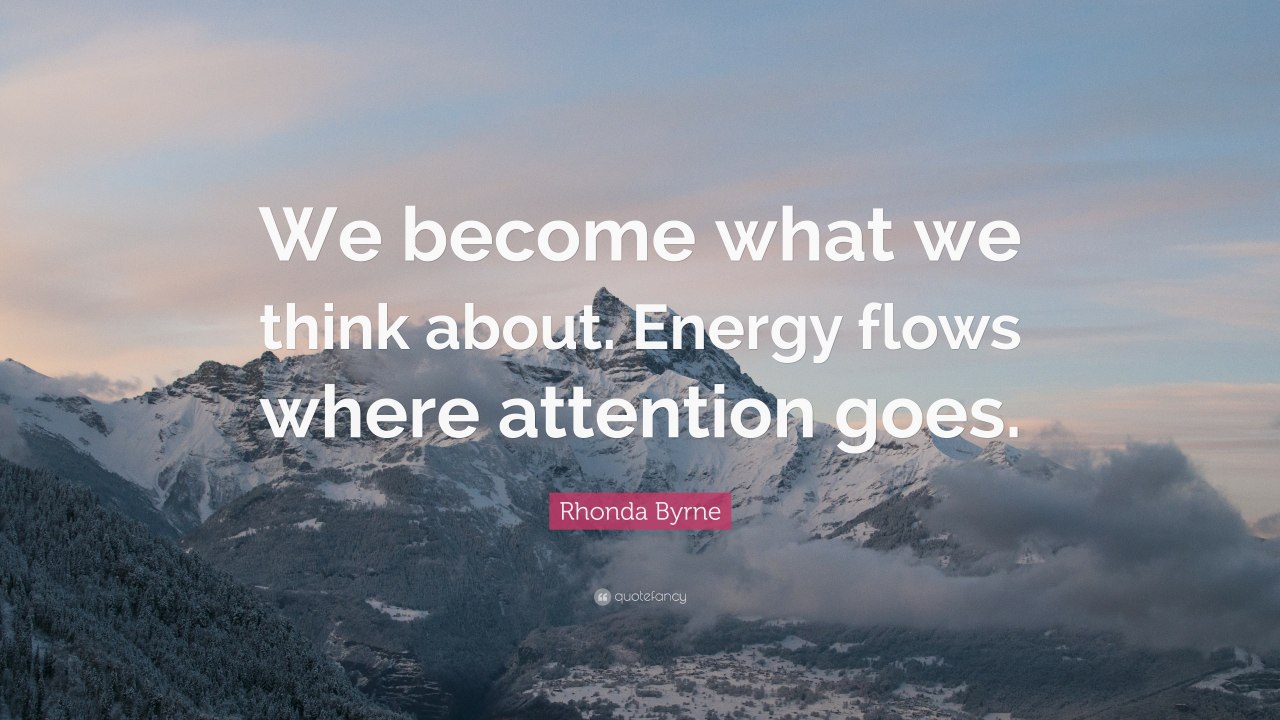 We become what we
think about. Energy flows
where attention goes.
Rhonda Byrne
quotefancy